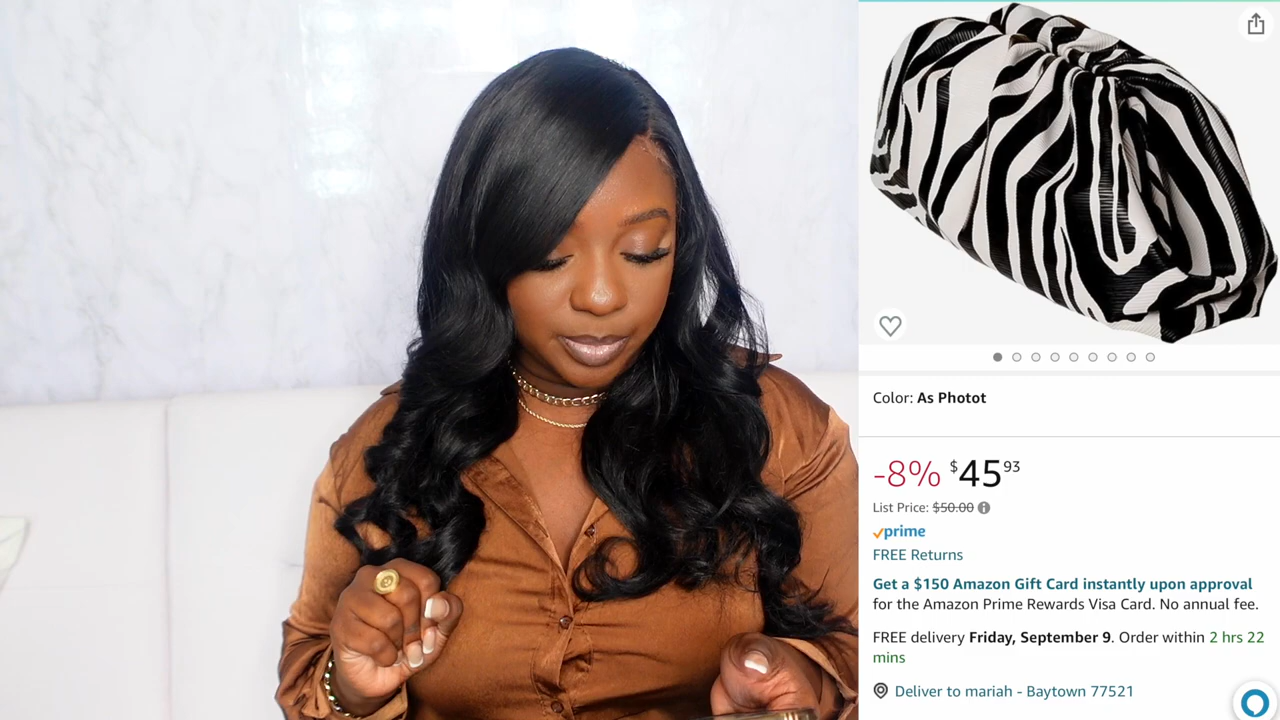 Color: As Photot
-8% $45 93
List Price: $50.00
prime
FREE Returns
Get a $150 Amazon Gift Card instantly upon approval
for the Amazon Prime Rewards Visa Card. No annual fee.
FREE delivery Friday, September 9. Order within 2 hrs 22
mins
Deliver to mariah - Baytown 77521